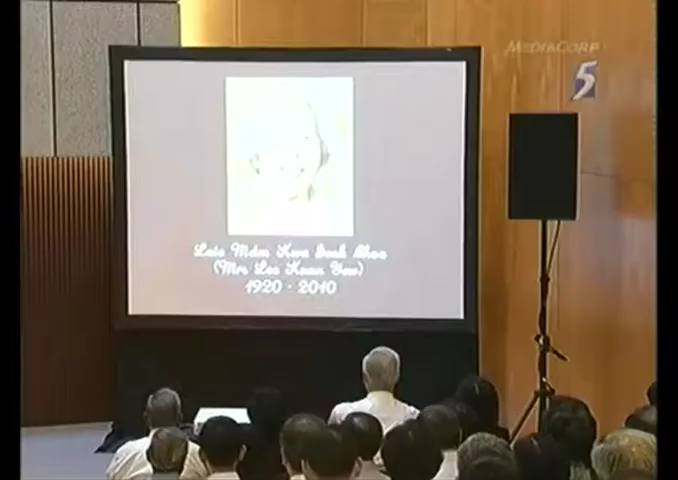 MEDIACORP
5
Late Mdm Kwa Geok Choo
(Mrs Lee Kuan Yew)
1920 - 2010